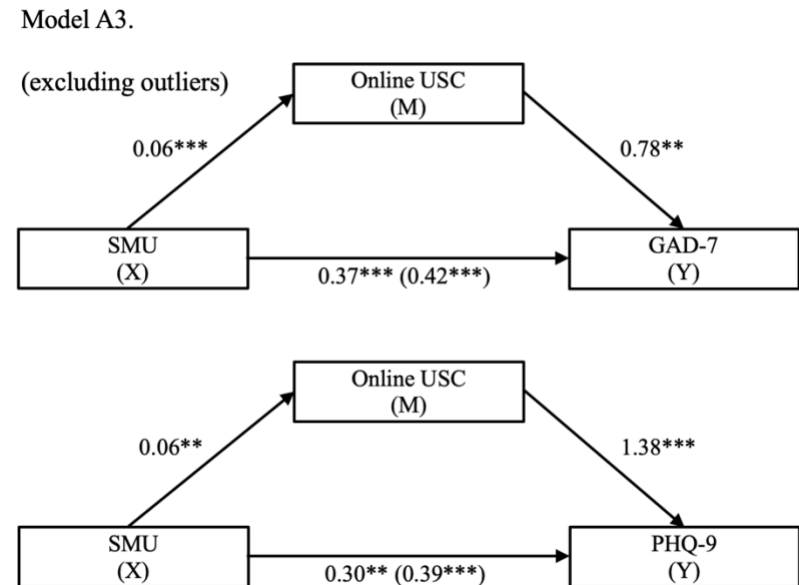 Model A3.
(excluding outliers)
Online USC
(M)
0.06***
0.78**
SMU
(X)
0.37*** (0.42***)
GAD-7
(Y)
Online USC
(M)
0.06**
1.38***
SMU
(X)
0.30** (0.39***)
PHQ-9
(Y)